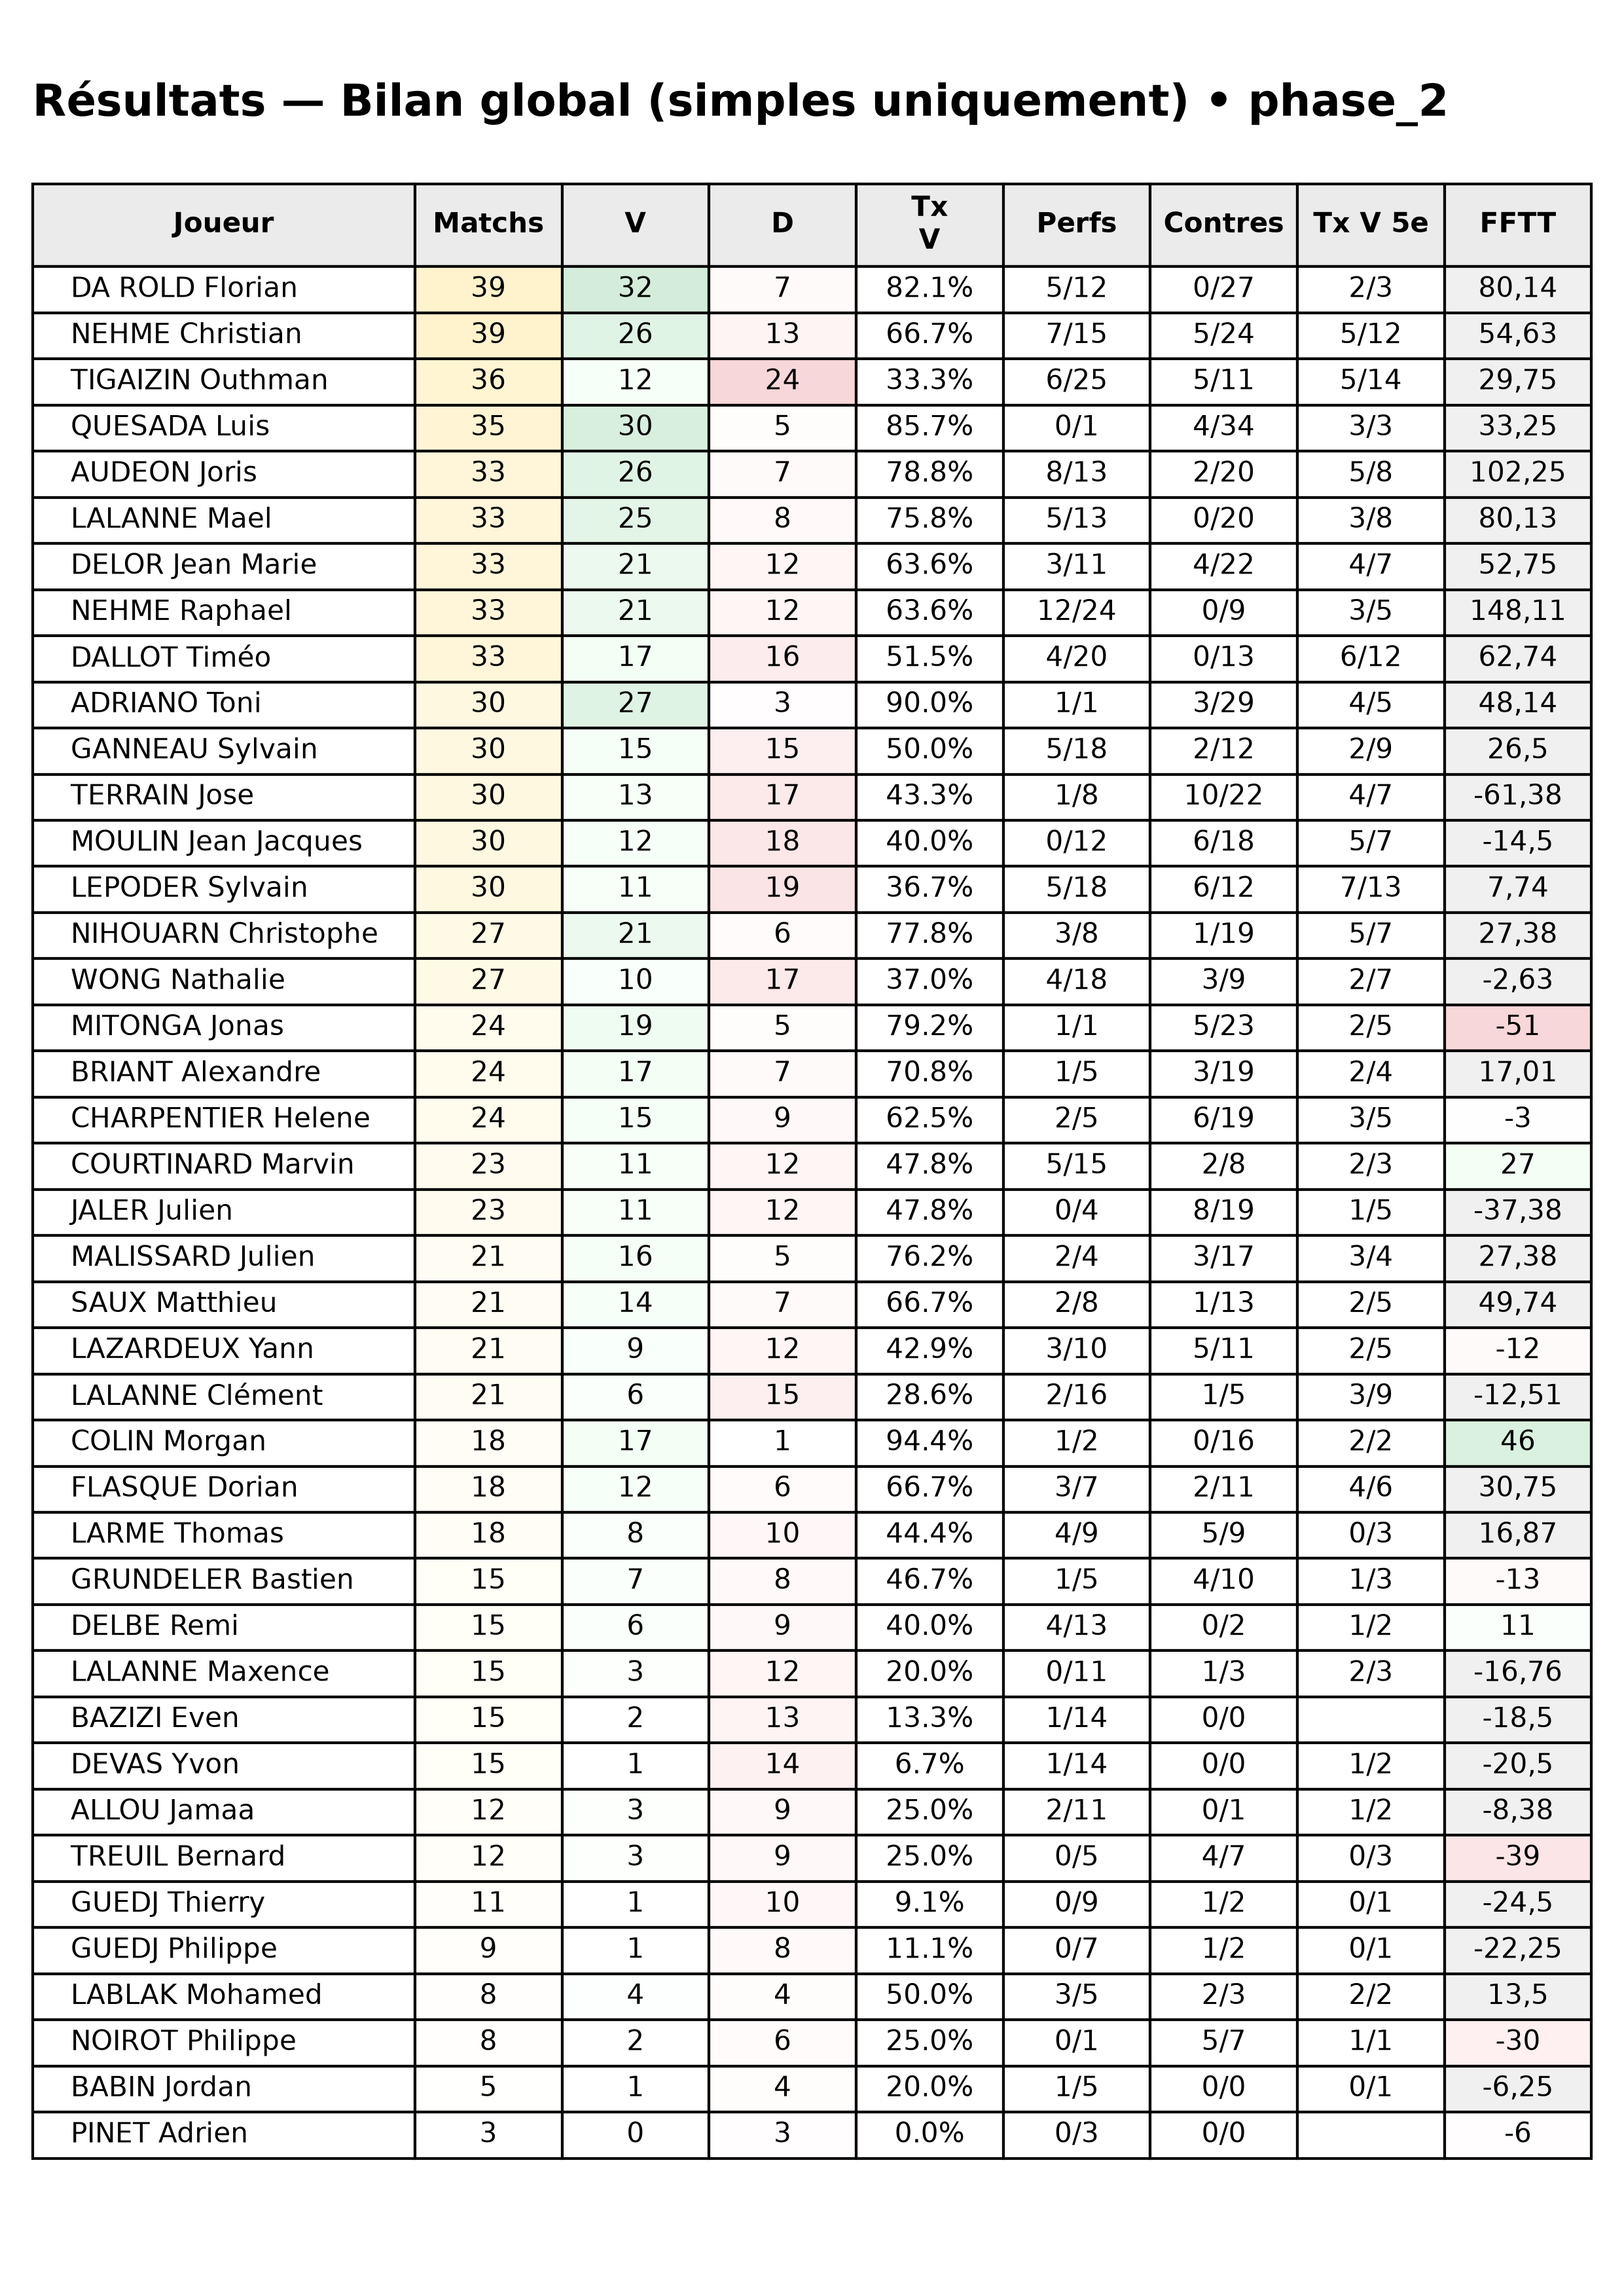 Résultats — Bilan global (simples uniquement) • phase_2
Joueur Matchs V D Tx V Perfs Contres Tx V 5e FFTT
DA ROLD Florian 39 32 7 82.1% 5/12 0/27 2/3 80,14
NEHME Christian 39 26 13 66.7% 7/15 5/24 5/12 54,63
TIGAIZIN Outhman 36 12 24 33.3% 6/25 5/11 5/14 29,75
QUESADA Luis 35 30 5 85.7% 0/1 4/34 3/3 33,25
AUDEON Joris 33 26 7 78.8% 8/13 2/20 5/8 102,25
LALANNE Mael 33 25 8 75.8% 5/13 0/20 3/8 80,13
DELOR Jean Marie 33 21 12 63.6% 3/11 4/22 4/7 52,75
NEHME Raphael 33 21 12 63.6% 12/24 0/9 3/5 148,11
DALLOT Timéo 33 17 16 51.5% 4/20 0/13 6/12 62,74
ADRIANO Toni 30 27 3 90.0% 1/1 3/29 4/5 48,14
GANNEAU Sylvain 30 15 15 50.0% 5/18 2/12 2/9 26,5
TERRAIN Jose 30 13 17 43.3% 1/8 10/22 4/7 -61,38
MOULIN Jean Jacques 30 12 18 40.0% 0/12 6/18 5/7 -14,5
LEPODER Sylvain 30 11 19 36.7% 5/18 6/12 7/13 7,74
NIHOUARN Christophe 27 21 6 77.8% 3/8 1/19 5/7 27,38
WONG Nathalie 27 10 17 37.0% 4/18 3/9 2/7 -2,63
MITONGA Jonas 24 19 5 79.2% 1/1 5/23 2/5 -51
BRIANT Alexandre 24 17 7 70.8% 1/5 3/19 2/4 17,01
CHARPENTIER Helene 24 15 9 62.5% 2/5 6/19 3/5 -3
COURTINARD Marvin 23 11 12 47.8% 5/15 2/8 2/3 27
JALER Julien 23 11 12 47.8% 0/4 8/19 1/5 -37,38
MALISSARD Julien 21 16 5 76.2% 2/4 3/17 3/4 27,38
SAUX Matthieu 21 14 7 66.7% 2/8 1/13 2/5 49,74
LAZARDEUX Yann 21 9 12 42.9% 3/10 5/11 2/5 -12
LALANNE Clément 21 6 15 28.6% 2/16 1/5 3/9 -12,51
COLIN Morgan 18 17 1 94.4% 1/2 0/16 2/2 46
FLASQUE Dorian 18 12 6 66.7% 3/7 2/11 4/6 30,75
LARME Thomas 18 8 10 44.4% 4/9 5/9 0/3 16,87
GRUNDELER Bastien 15 7 8 46.7% 1/5 4/10 1/3 -13
DELBE Remi 15 6 9 40.0% 4/13 0/2 1/2 11
LALANNE Maxence 15 3 12 20.0% 0/11 1/3 2/3 -16,76
BAZIZI Even 15 2 13 13.3% 1/14 0/0 -18,5
DEVAS Yvon 15 1 14 6.7% 1/14 0/0 1/2 -20,5
ALLOU Jamaa 12 3 9 25.0% 2/11 0/1 1/2 -8,38
TREUIL Bernard 12 3 9 25.0% 0/5 4/7 0/3 -39
GUEDJ Thierry 11 1 10 9.1% 0/9 1/2 0/1 -24,5
GUEDJ Philippe 9 1 8 11.1% 0/7 1/2 0/1 -22,25
LABLAK Mohamed 8 4 4 50.0% 3/5 2/3 2/2 13,5
NOIROT Philippe 8 2 6 25.0% 0/1 5/7 1/1 -30
BABIN Jordan 5 1 4 20.0% 1/5 0/0 0/1 -6,25
PINET Adrien 3 0 3 0.0% 0/3 0/0 -6